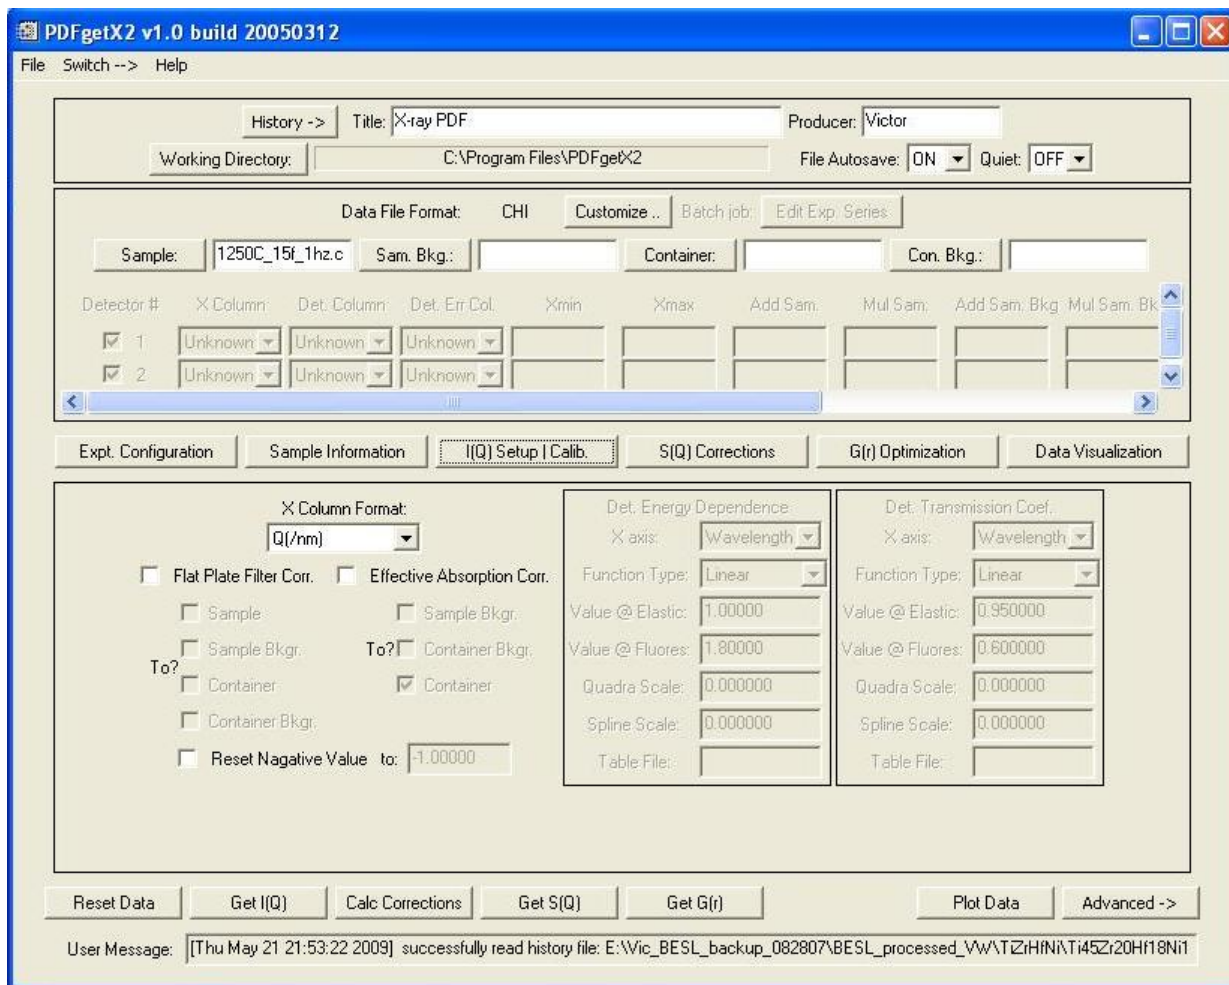 PDFgetX2 v1.0 build 20050312
File Switch --> Help
History -> Title: X-ray PDF Producer: Victor
Working Directory: C:\Program Files\PDFgetX2 File Autosave: ON Quiet: OFF
Data File Format: CHI Customize .. Batch job: Edit Exp. Series
Sample: 1250C_15f_1hz.c Sam. Bkg.: Container: Con. Bkg.:
Detector # X Column Det. Column Det. Err Col. Xmin Xmax Add Sam. Mul Sam. Add Sam. Bkg Mul Sam. Bk
1 Unknown Unknown Unknown
2 Unknown Unknown Unknown
Expt. Configuration Sample Information I(Q) Setup | Calib. S(Q) Corrections G(r) Optimization Data Visualization
X Column Format: Det. Energy Dependence Det. Transmission Coef.
Q(/nm) X axis: Wavelength X axis: Wavelength
Flat Plate Filter Corr. Effective Absorption Corr. Function Type: Linear Function Type: Linear
Sample Sample Bkgr. Value @ Elastic: 1.00000 Value @ Elastic: 0.950000
Sample Bkgr. To? Container Bkgr. Value @ Fluores: 1.80000 Value @ Fluores: 0.600000
To?
Container Container Quadra Scale: 0.000000 Quadra Scale: 0.000000
Container Bkgr. Spline Scale: 0.000000 Spline Scale: 0.000000
Reset Nagative Value to: -1.00000 Table File: Table File:
Reset Data Get I(Q) Calc Corrections Get S(Q) Get G(r) Plot Data Advanced ->
User Message: [Thu May 21 21:53:22 2009] successfully read history file: E:\Vic_BESL_backup_082807\BESL_processed_VW\TiZrHfNi\Ti45Zr20Hf18Ni1